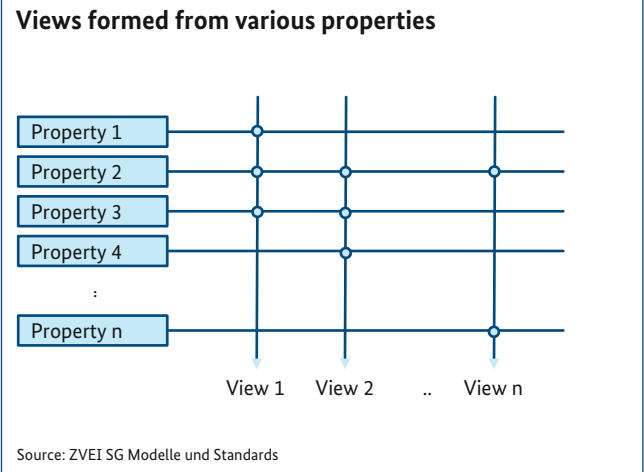 Views formed from various properties
Property 1
Property 2
Property 3
Property 4
:
Property n
View 1 View 2 .. View n
Source: ZVEI SG Modelle und Standards